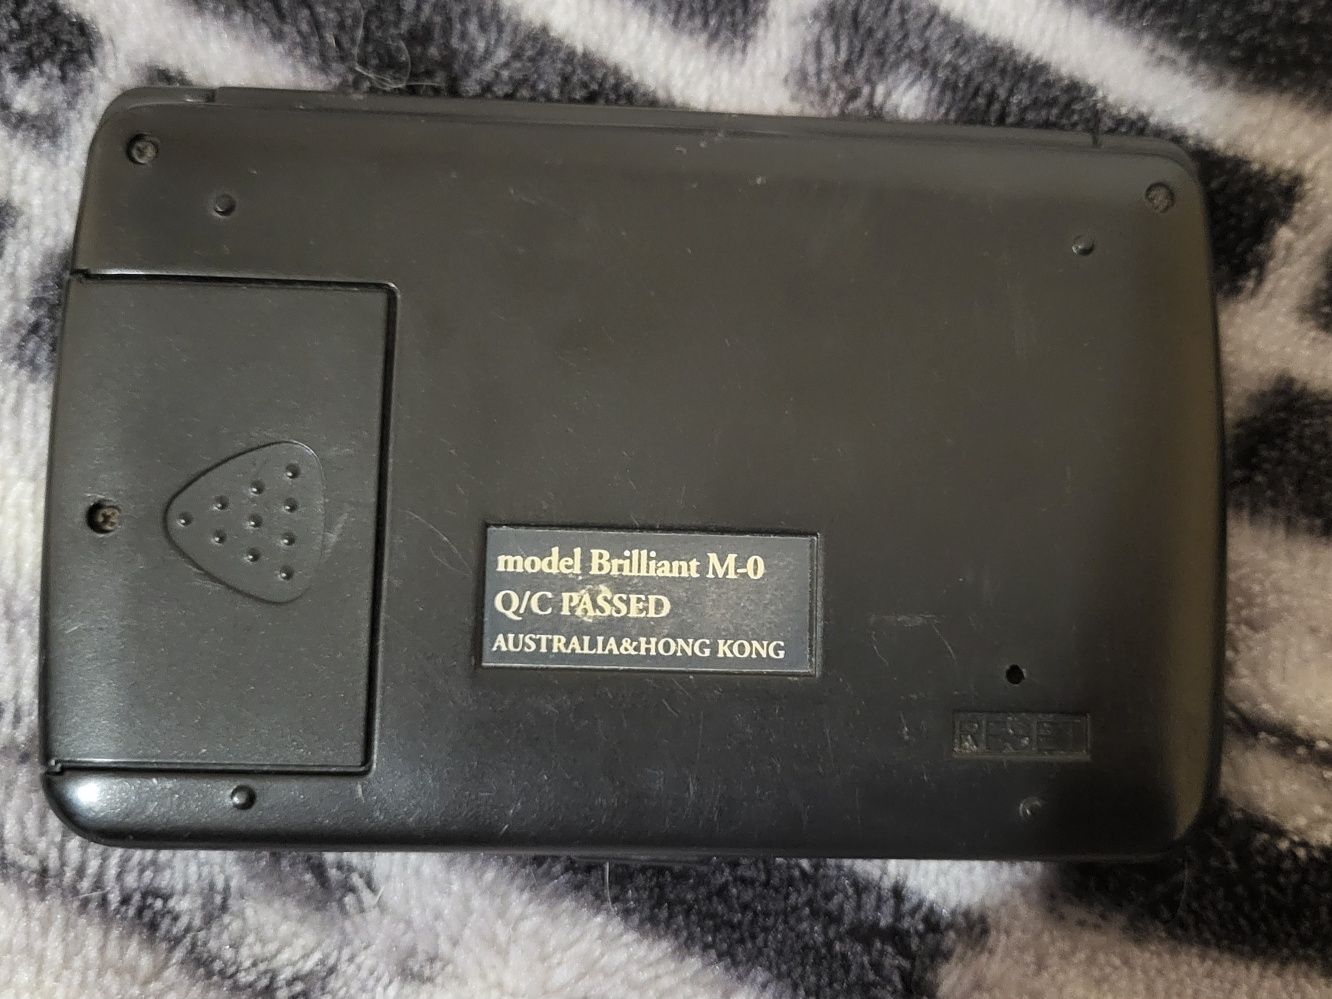 model Brilliant M-0
Q/C PASSED
AUSTRALIA&HONG KONG
RESET